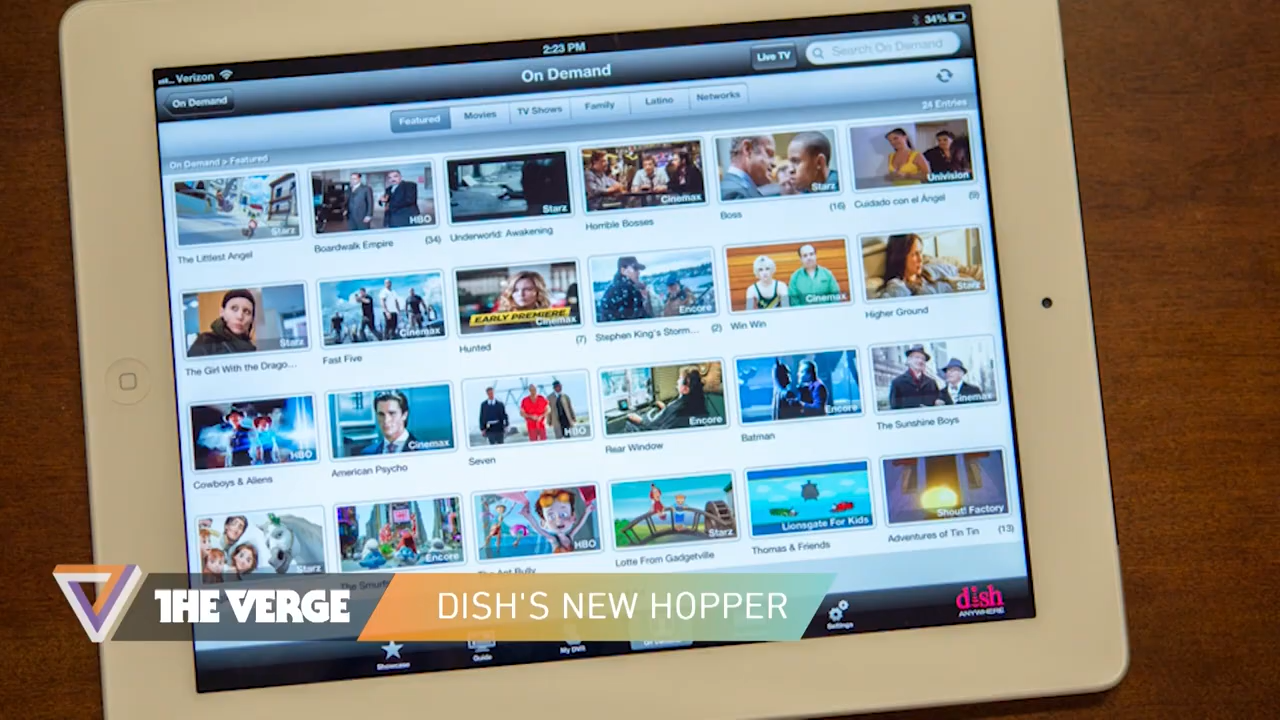 34%
2:23 PM
Verizon
On Demand
On Demand
Live TV
Search On Demand
Featured
Movies
TV Shows
Family
Latino
Networks
24 Entries
On Demand > Featured
Starz
HBO
Starz
Cinemax
Starz
Univision
The Littlest Angel
Boardwalk Empire (34)
Underworld: Awakening
Horrible Bosses
Boss (16)
Cuidado con el Ángel (9)
Starz
Cinemax
EARLY PREMIERE
Cinemax
Encore
Cinemax
Starz
The Girl With the Drago...
Fast Five
Hunted (7)
Stephen King's Storm... (2)
Win Win
Higher Ground
HBO
Cinemax
HBO
Encore
Encore
Cinemax
Cowboys & Aliens
American Psycho
Seven
Rear Window
Batman
The Sunshine Boys
Starz
Encore
HBO
Starz
Lionsgate For Kids
Shout! Factory
The Smurfs
The Ant Bully
Lotte From Gadgetville
Thomas & Friends
Adventures of Tin Tin (13)
THE VERGE
DISH'S NEW HOPPER
Showcase
Guide
My DVR
Settings
dish
ANYWHERE